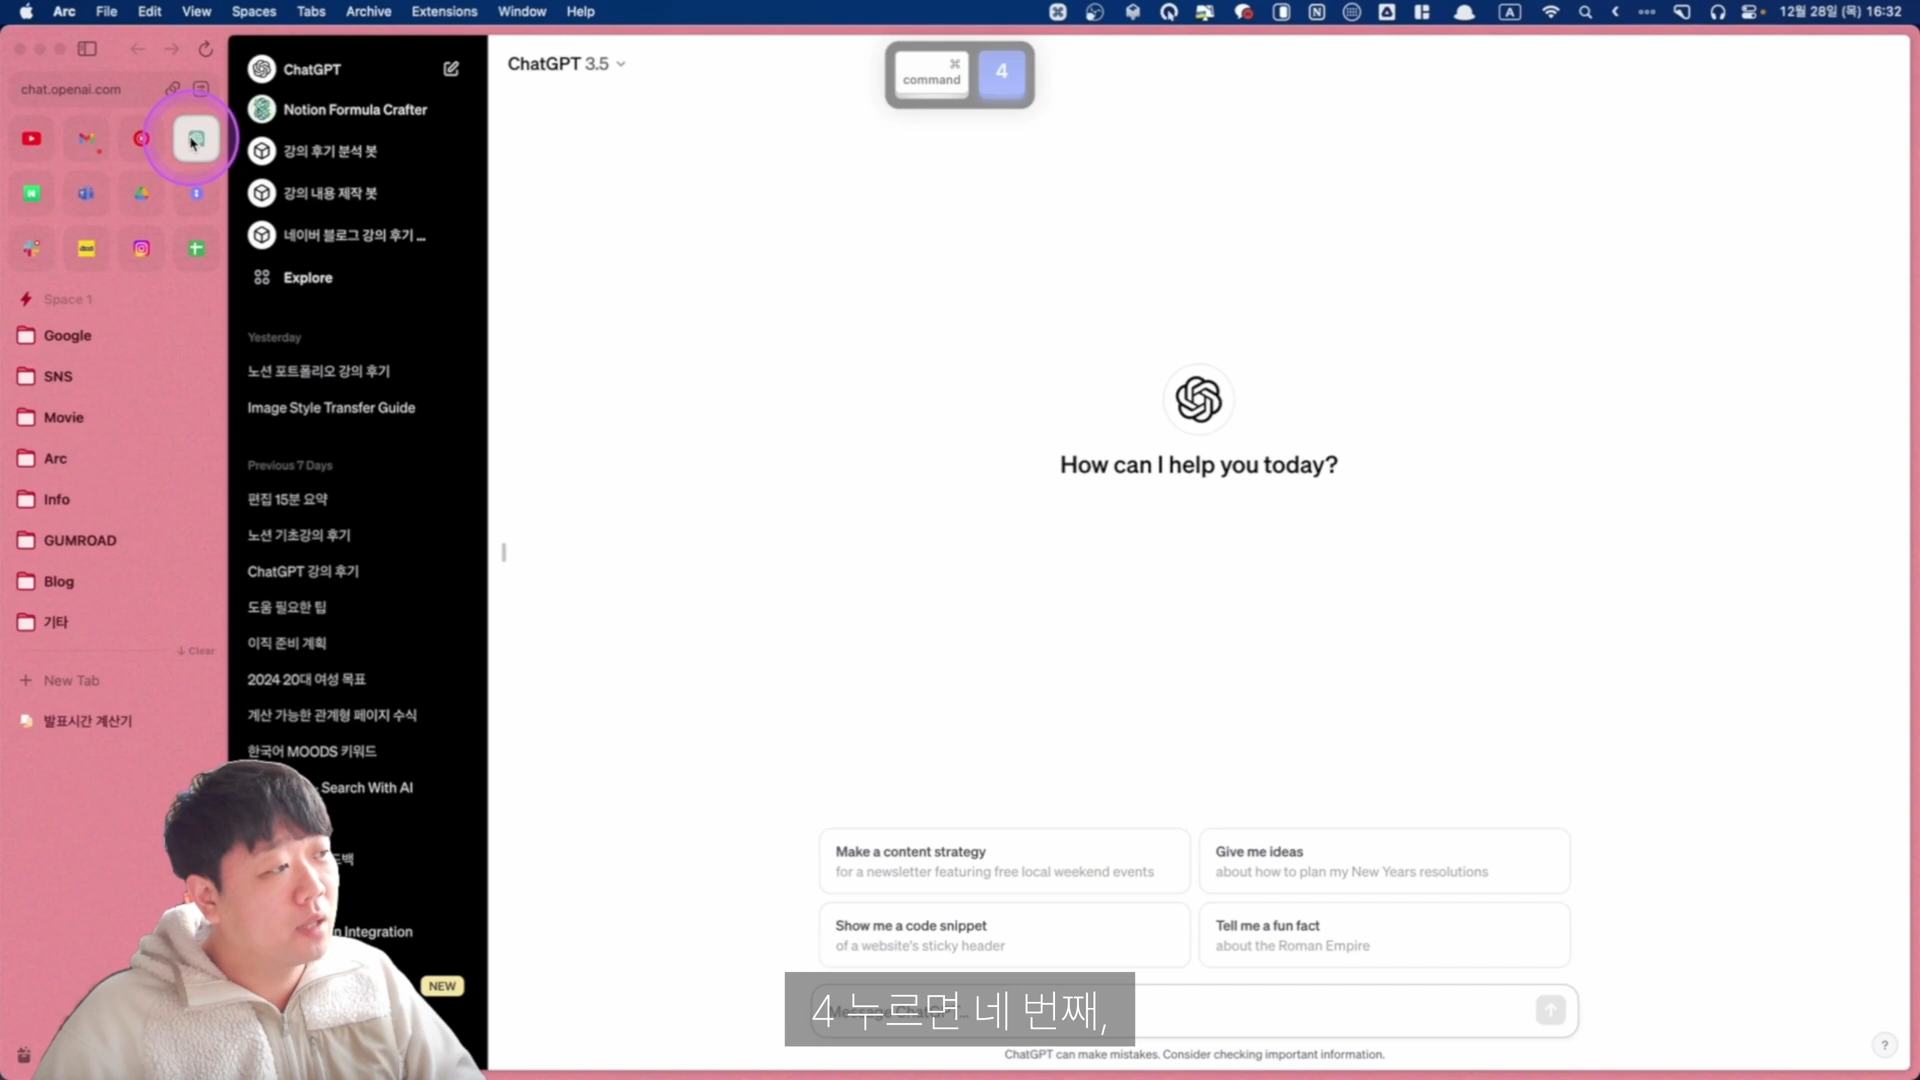 Arc File Edit View Spaces Tabs Archive Extensions Window Help
12월 28일 (목) 16:32
chat.openai.com
Space 1
Google
SNS
Movie
Arc
Info
GUMROAD
Blog
기타
Clear
New Tab
발표시간 계산기
ChatGPT
Notion Formula Crafter
강의 후기 분석 봇
강의 내용 제작 봇
네이버 블로그 강의 후기 ...
Explore
Yesterday
노션 포트폴리오 강의 후기
Image Style Transfer Guide
Previous 7 Days
편집 15분 요약
노션 기초강의 후기
ChatGPT 강의 후기
도움 필요한 팁
이직 준비 계획
2024 20대 여성 목표
계산 가능한 관계형 페이지 수식
한국어 MOODS 키워드
Search With AI
드백
n Integration
NEW
ChatGPT 3.5
command
4
How can I help you today?
Make a content strategy
for a newsletter featuring free local weekend events
Give me ideas
about how to plan my New Years resolutions
Show me a code snippet
of a website's sticky header
Tell me a fun fact
about the Roman Empire
4 누르면 네 번째,
ChatGPT can make mistakes. Consider checking important information.
?